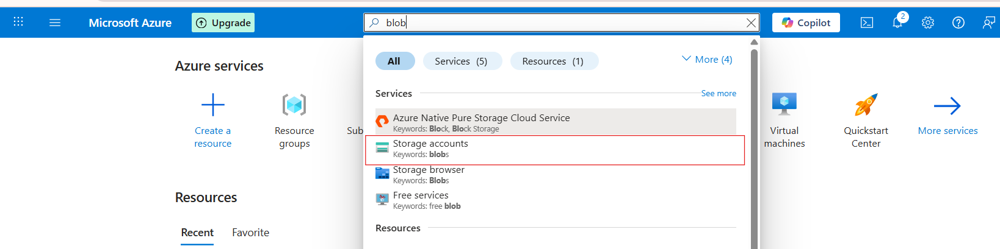 Microsoft Azure
Upgrade
blob
Copilot
2
Azure services
Create a
resource
Resource
groups
Sub
All
Services (5)
Resources (1)
More (4)
Services
See more
Azure Native Pure Storage Cloud Service
Keywords: Block, Block Storage
Storage accounts
Keywords: blobs
Storage browser
Keywords: Blobs
Free services
Keywords: free blob
Resources
Virtual
machines
Quickstart
Center
More services
Resources
Recent
Favorite